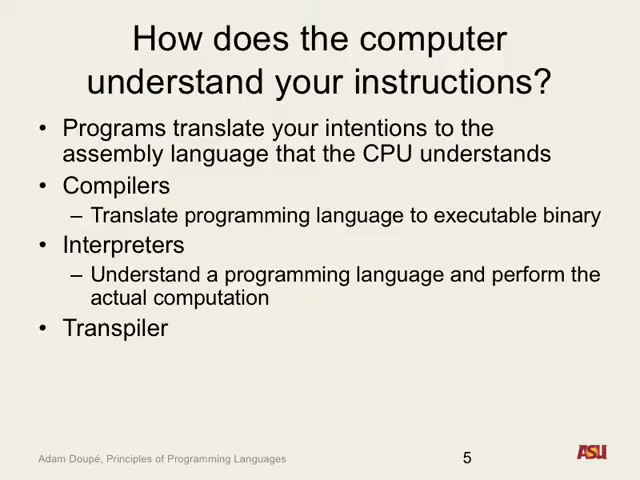 How does the computer
understand your instructions?
• Programs translate your intentions to the
assembly language that the CPU understands
• Compilers
– Translate programming language to executable binary
• Interpreters
– Understand a programming language and perform the
actual computation
• Transpiler
Adam Doupé, Principles of Programming Languages
5
ASU